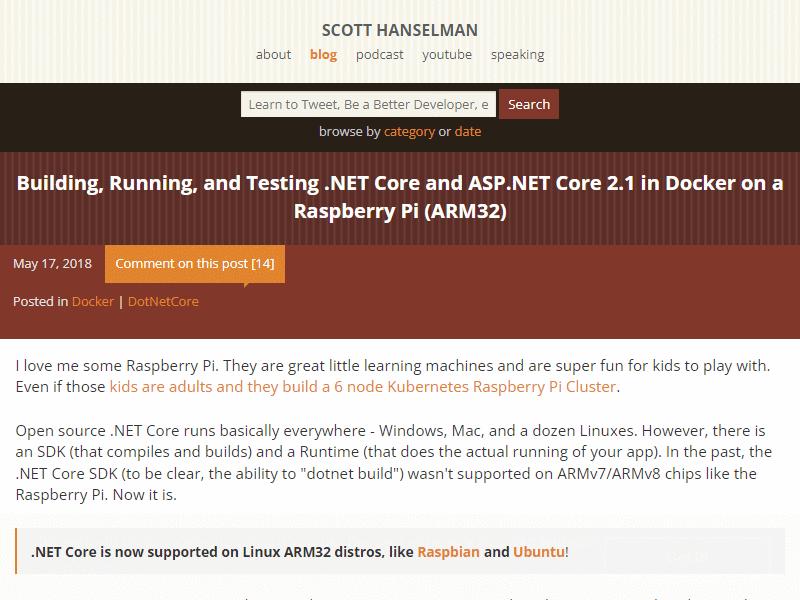 SCOTT HANSELMAN
about blog podcast youtube speaking
Learn to Tweet, Be a Better Developer, e Search
browse by category or date
Building, Running, and Testing .NET Core and ASP.NET Core 2.1 in Docker on a
Raspberry Pi (ARM32)
May 17, 2018 Comment on this post [14]
Posted in Docker | DotNetCore
I love me some Raspberry Pi. They are great little learning machines and are super fun for kids to play with.
Even if those kids are adults and they build a 6 node Kubernetes Raspberry Pi Cluster.
Open source .NET Core runs basically everywhere - Windows, Mac, and a dozen Linuxes. However, there is
an SDK (that compiles and builds) and a Runtime (that does the actual running of your app). In the past, the
.NET Core SDK (to be clear, the ability to "dotnet build") wasn't supported on ARMv7/ARMv8 chips like the
Raspberry Pi. Now it is.
.NET Core is now supported on Linux ARM32 distros, like Raspbian and Ubuntu!